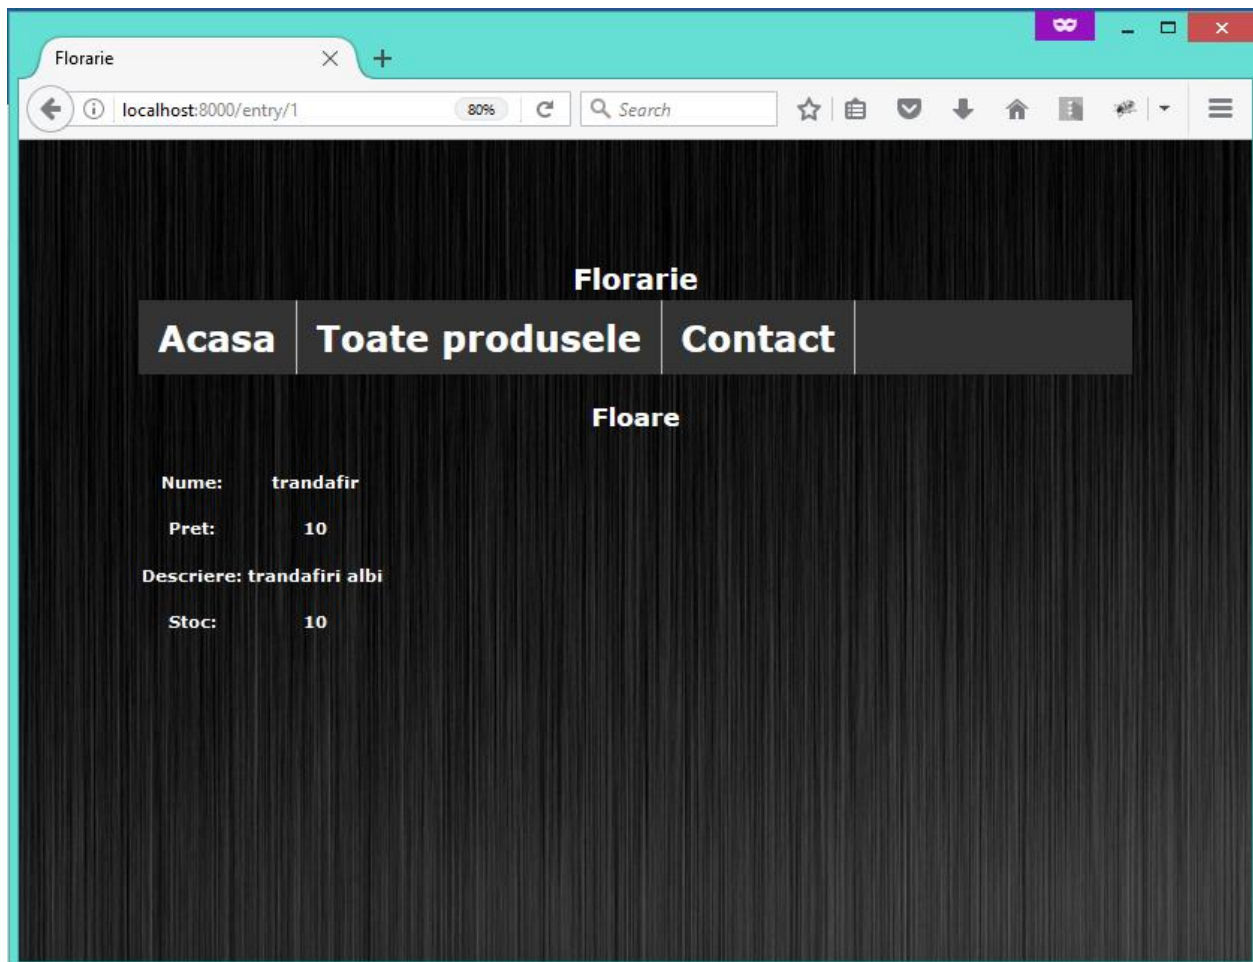 Florarie
localhost:8000/entry/1 80% Search
Florarie
Acasa Toate produsele Contact
Floare
Nume: trandafir
Pret: 10
Descriere: trandafiri albi
Stoc: 10